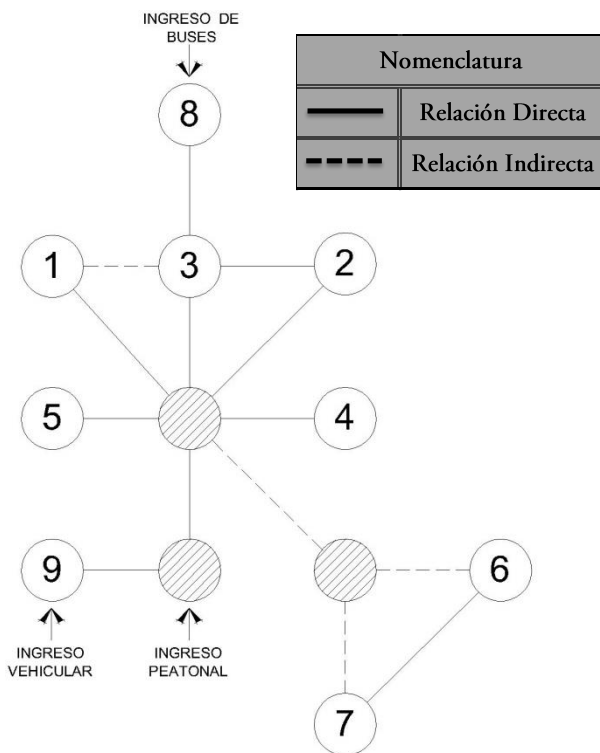 INGRESO DE
BUSES
Nomenclatura
Relación Directa
Relación Indirecta
8
1
3
2
5
4
9
6
INGRESO
VEHICULAR
INGRESO
PEATONAL
7